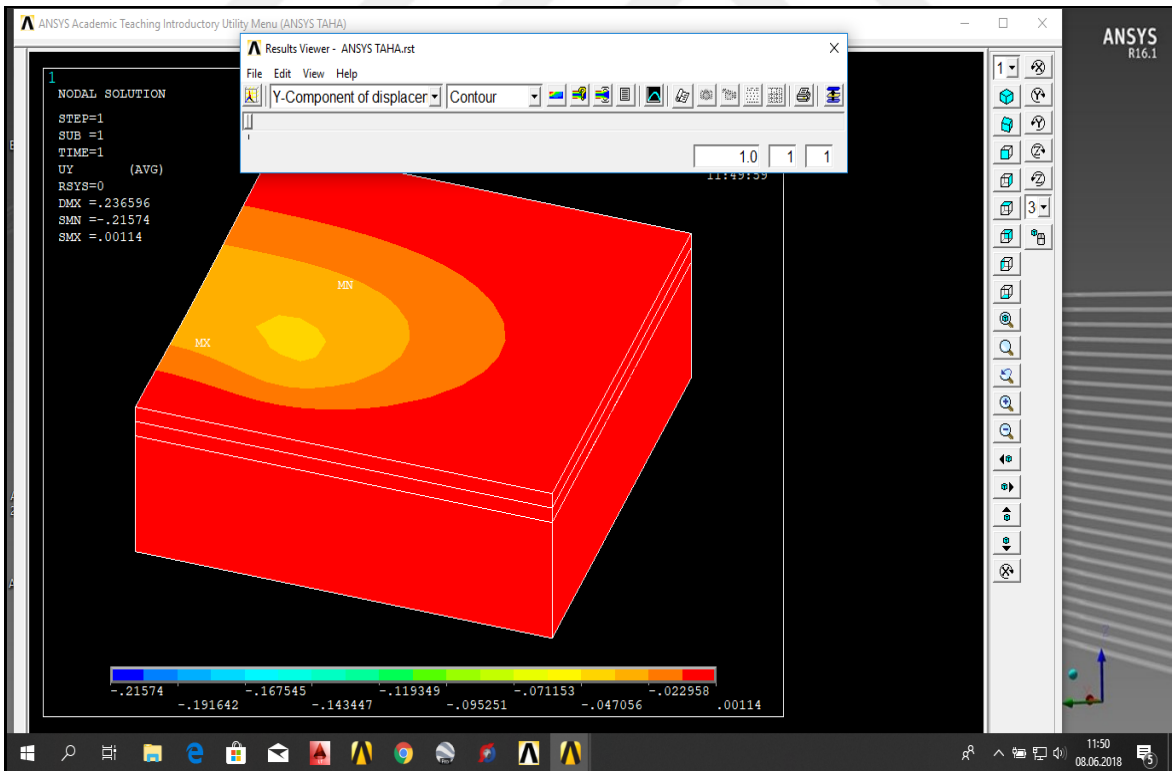 ANSYS Academic Teaching Introductory Utility Menu (ANSYS TAHA)
ANSYS
R16.1
Results Viewer - ANSYS TAHA.rst
File Edit View Help
Y-Component of displacer Contour
1.0 1 1
1
NODAL SOLUTION
STEP=1
SUB =1
TIME=1
UY (AVG)
RSYS=0
DMX =.236596
SMN =-.21574
SMX =.00114
11:49:59
1
3
MN
MX
-.21574 -.167545 -.119349 -.071153 -.022958
-.191642 -.143447 -.095251 -.047056 .00114
Z
11:50
08.06.2018
5